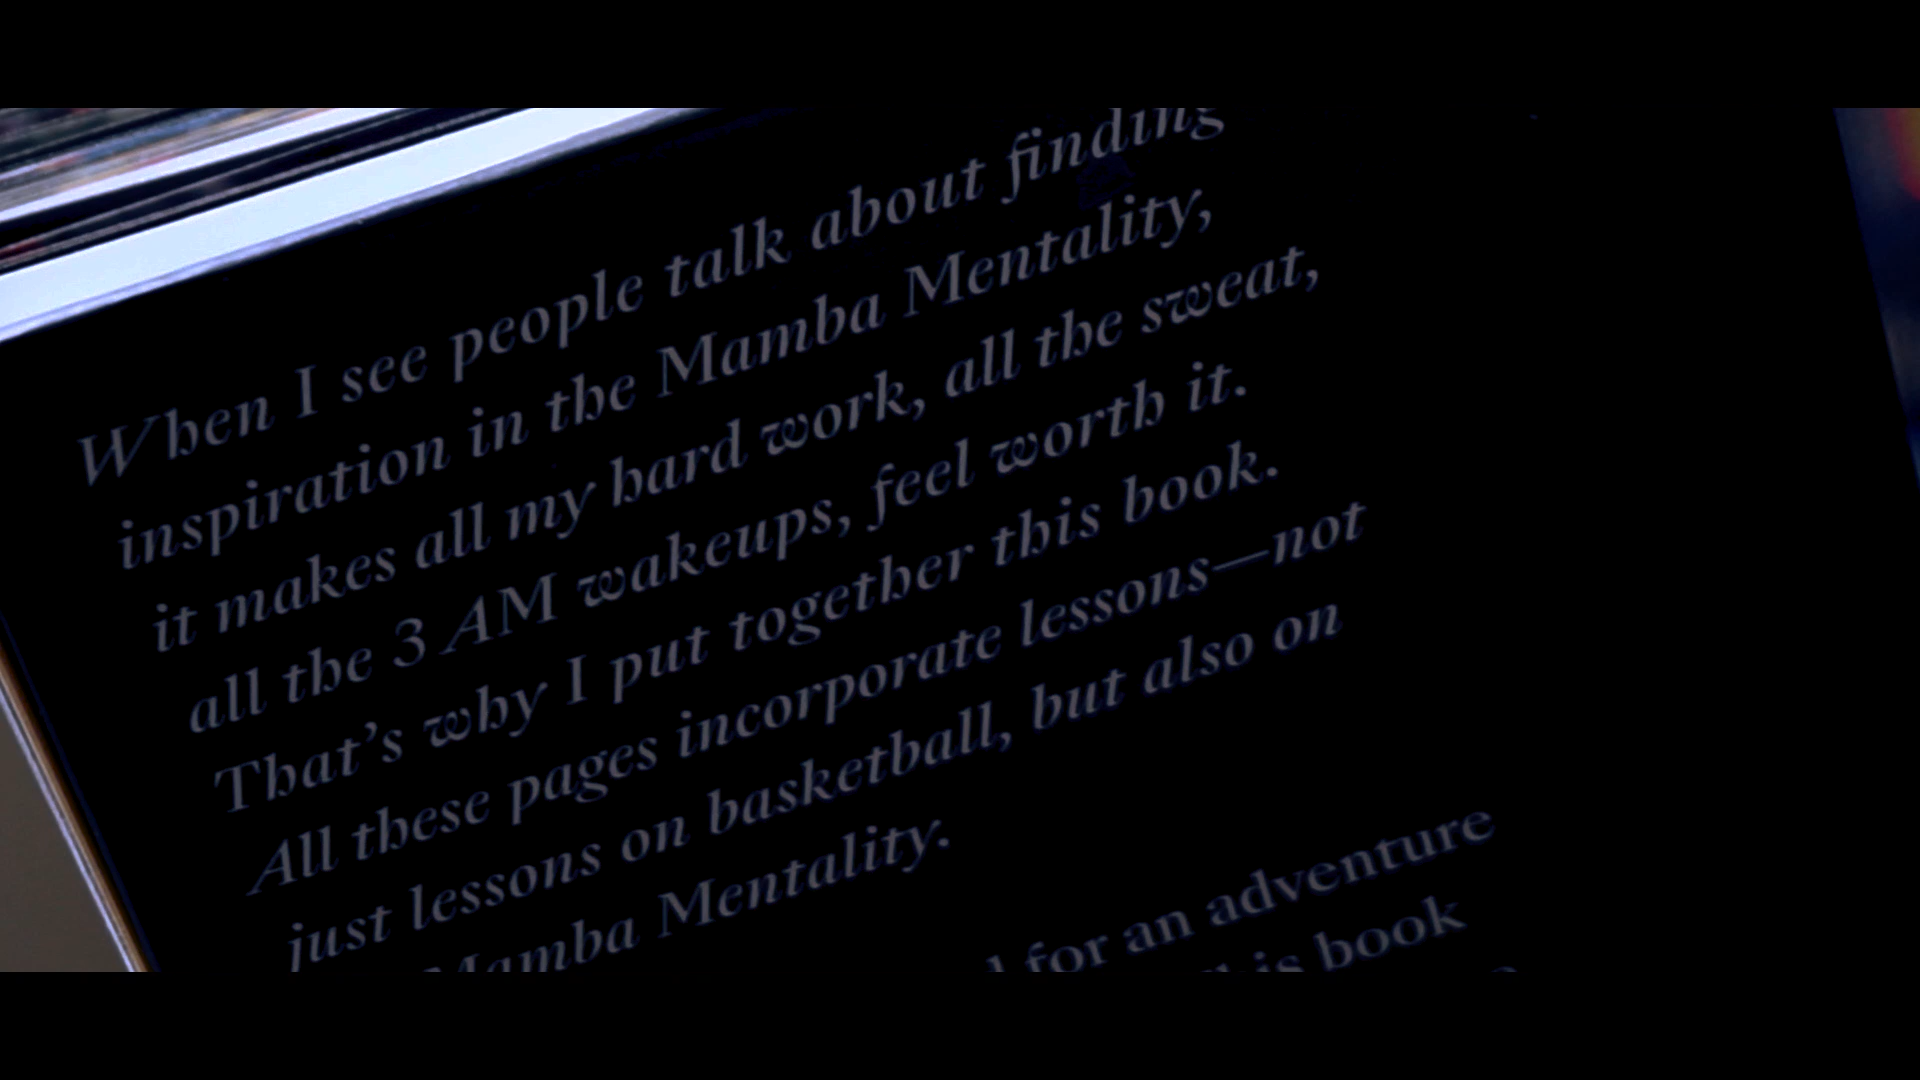 When I see people talk about finding
inspiration in the Mamba Mentality,
it makes all my hard work, all the sweat,
all the 3 AM wakeups, feel worth it.
That's why I put together this book.
All these pages incorporate lessons—not
just lessons on basketball, but also on
Mamba Mentality.
for an adventure
this book